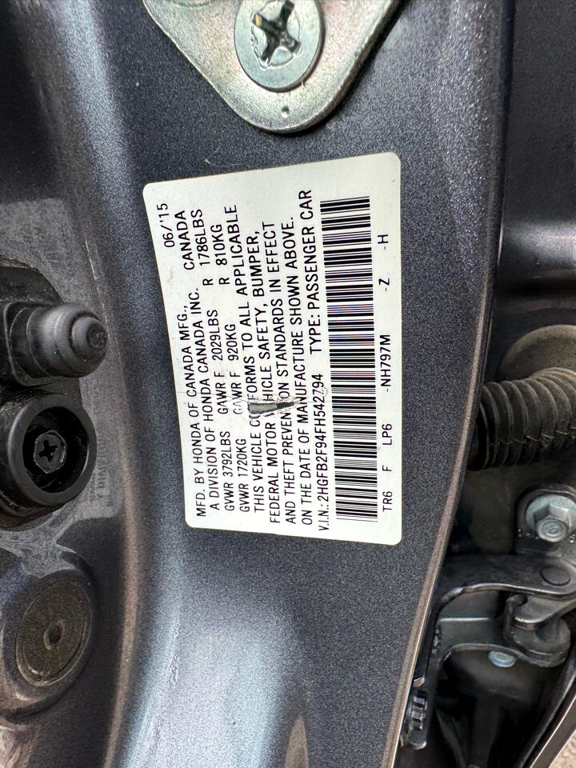 MFD. BY HONDA OF CANADA MFG., 06/'15
A DIVISION OF HONDA CANADA INC. CANADA
GVWR 3792LBS GAWR F 2029LBS R 1786LBS
GVWR 1720KG GAWR F 920KG R 810KG
THIS VEHICLE CONFORMS TO ALL APPLICABLE
FEDERAL MOTOR VEHICLE SAFETY, BUMPER,
AND THEFT PREVENTION STANDARDS IN EFFECT
ON THE DATE OF MANUFACTURE SHOWN ABOVE.
V.I.N.: 2HGFB2F94FH542794 TYPE: PASSENGER CAR
TR6 F LP6 -NH797M -Z -H